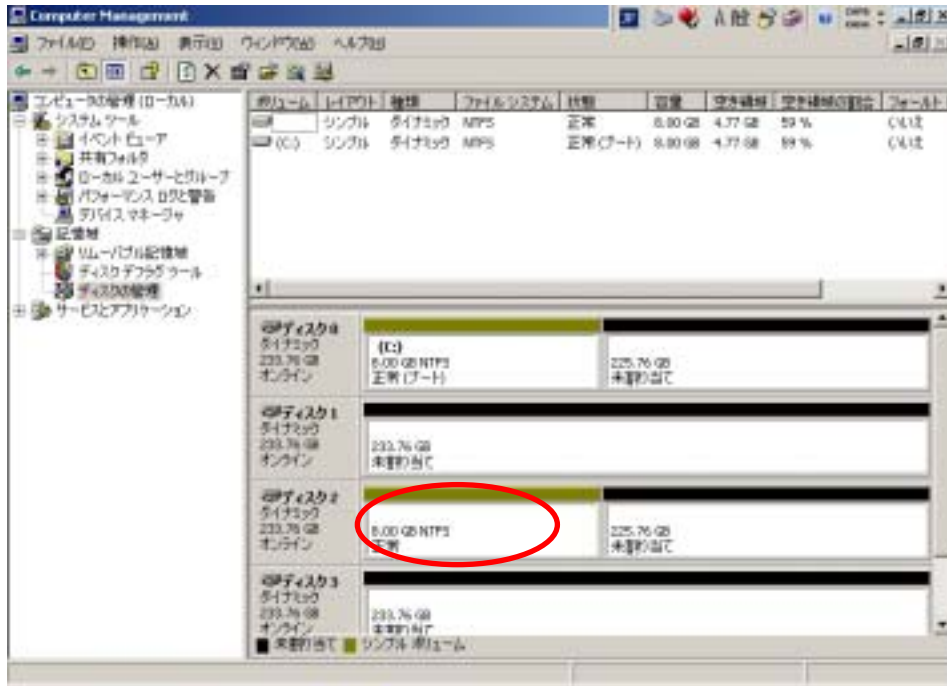 Computer Management
A 般
ファイル(F) 操作(A) 表示(V) ウィンドウ(W) ヘルプ(H)
コンピュータの管理 (ローカル)
システム ツール
イベント ビューア
共有フォルダ
ローカル ユーザーとグループ
パフォーマンス ログと警告
デバイス マネージャ
記憶域
リムーバブル記憶域
ディスク デフラグ ツール
ディスクの管理
サービスとアプリケーション
ボリューム レイアウト 種類 ファイル システム 状態 容量 空き領域 空き領域の割合 フォールト
シンプル ダイナミック NTFS 正常 8.00 GB 4.77 GB 59 % いいえ
(C:) シンプル ダイナミック NTFS 正常 (ブート) 8.00 GB 4.77 GB 59 % いいえ
ディスク 0
ダイナミック
233.76 GB
オンライン
(C:)
8.00 GB NTFS
正常 (ブート)
225.76 GB
未割り当て
ディスク 1
ダイナミック
233.76 GB
オンライン
233.76 GB
未割り当て
ディスク 2
ダイナミック
233.76 GB
オンライン
8.00 GB NTFS
正常
225.76 GB
未割り当て
ディスク 3
ダイナミック
233.76 GB
オンライン
233.76 GB
未割り当て
未割り当て シンプル ボリューム